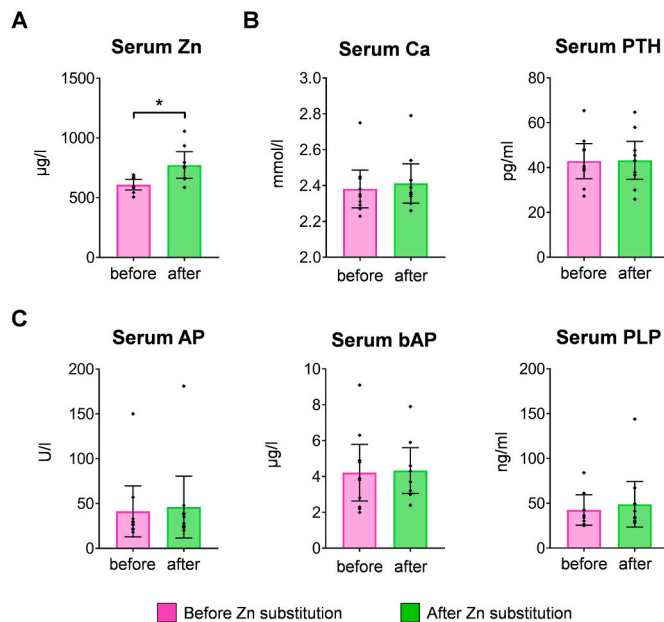 A
B
Serum Zn
Serum Ca
Serum PTH
1500
1000
500
0
µg/l
*
before
after
3.0
2.8
2.6
2.4
2.2
2.0
mmol/l
before
after
80
60
40
20
0
pg/ml
before
after
C
Serum AP
Serum bAP
Serum PLP
200
150
100
50
0
U/l
before
after
10
8
6
4
2
0
µg/l
before
after
200
150
100
50
0
ng/ml
before
after
Before Zn substitution
After Zn substitution